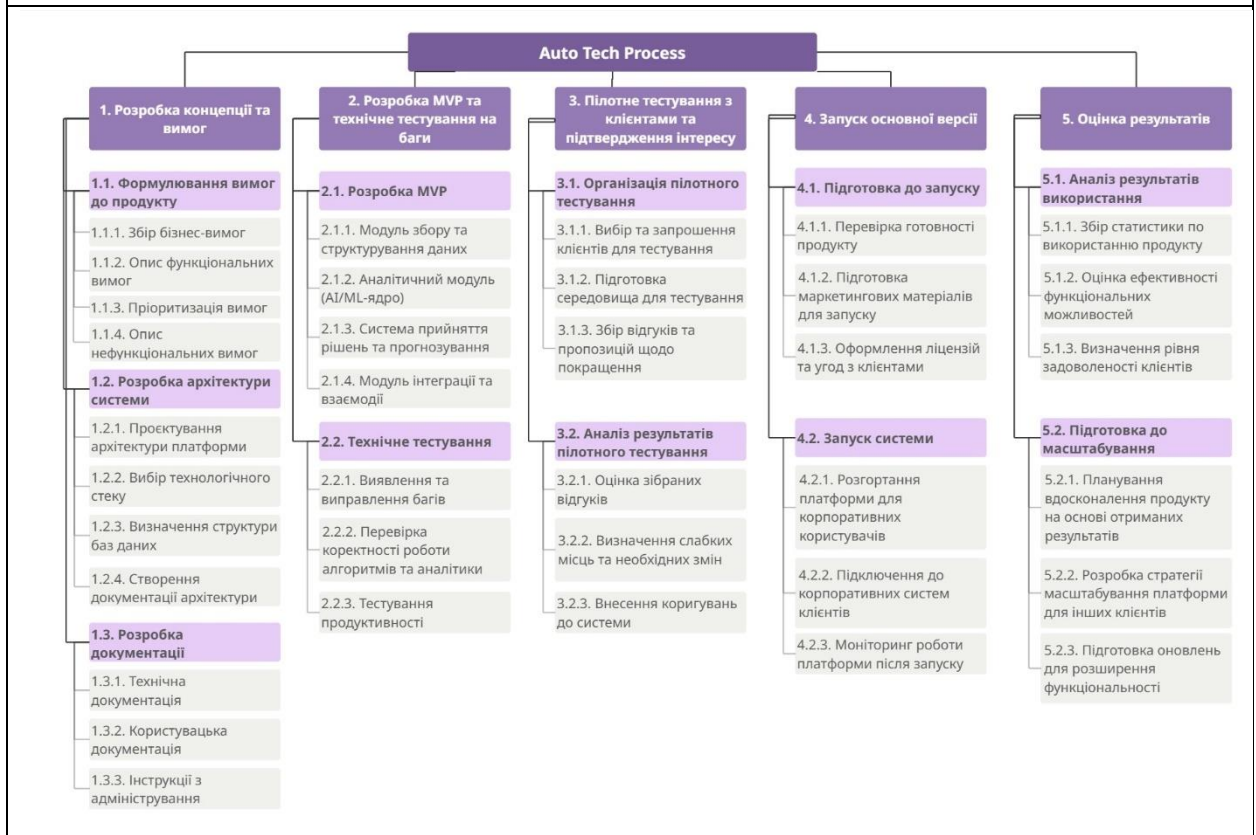 Auto Tech Process
1. Розробка концепції та
вимог
1.1. Формулювання вимог
до продукту
1.1.1. Збір бізнес-вимог
1.1.2. Опис функціональних
вимог
1.1.3. Пріоритизація вимог
1.1.4. Опис
нефункціональних вимог
1.2. Розробка архітектури
системи
1.2.1. Проєктування
архітектури платформи
1.2.2. Вибір технологічного
стеку
1.2.3. Визначення структури
баз даних
1.2.4. Створення
документації архітектури
1.3. Розробка
документації
1.3.1. Технічна
документація
1.3.2. Користувацька
документація
1.3.3. Інструкції з
адміністрування
2. Розробка MVP та
технічне тестування на
баги
2.1. Розробка MVP
2.1.1. Модуль збору та
структурування даних
2.1.2. Аналітичний модуль
(AI/ML-ядро)
2.1.3. Система прийняття
рішень та прогнозування
2.1.4. Модуль інтеграції та
взаємодії
2.2. Технічне тестування
2.2.1. Виявлення та
виправлення багів
2.2.2. Перевірка
коректності роботи
алгоритмів та аналітики
2.2.3. Тестування
продуктивності
3. Пілотне тестування з
клієнтами та
підтвердження інтересу
3.1. Організація пілотного
тестування
3.1.1. Вибір та запрошення
клієнтів для тестування
3.1.2. Підготовка
середовища для тестування
3.1.3. Збір відгуків та
пропозицій щодо
покращення
3.2. Аналіз результатів
пілотного тестування
3.2.1. Оцінка зібраних
відгуків
3.2.2. Визначення слабких
місць та необхідних змін
3.2.3. Внесення коригувань
до системи
4. Запуск основної версії
4.1. Підготовка до запуску
4.1.1. Перевірка готовності
продукту
4.1.2. Підготовка
маркетингових матеріалів
для запуску
4.1.3. Оформлення ліцензій
та угод з клієнтами
4.2. Запуск системи
4.2.1. Розгортання
платформи для
корпоративних
користувачів
4.2.2. Підключення до
корпоративних систем
клієнтів
4.2.3. Моніторинг роботи
платформи після запуску
5. Оцінка результатів
5.1. Аналіз результатів
використання
5.1.1. Збір статистики по
використанню продукту
5.1.2. Оцінка ефективності
функціональних
можливостей
5.1.3. Визначення рівня
задоволеності клієнтів
5.2. Підготовка до
масштабування
5.2.1. Планування
вдосконалення продукту
на основі отриманих
результатів
5.2.2. Розробка стратегії
масштабування платформи
для інших клієнтів
5.2.3. Підготовка оновлень
для розширення
функціональності